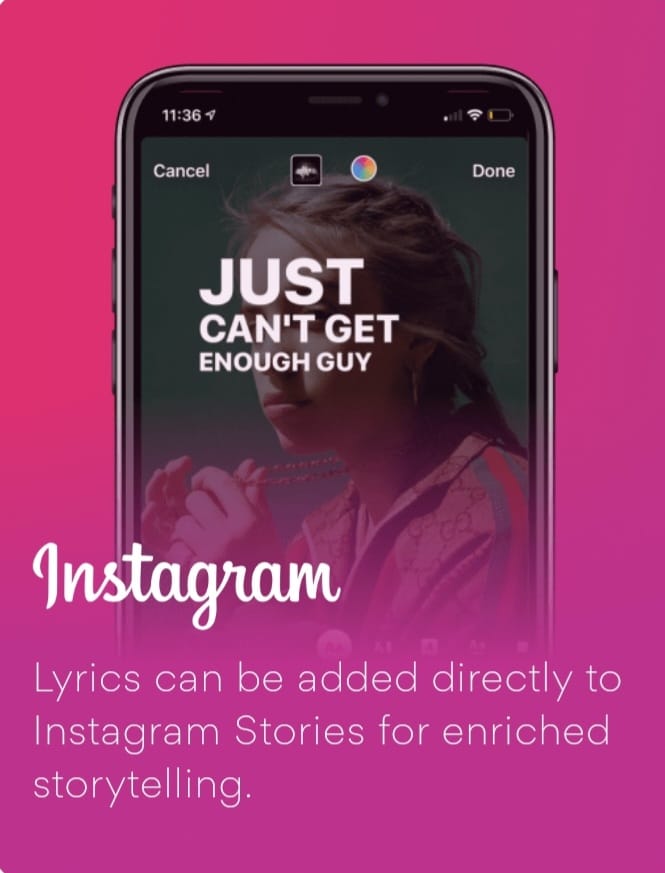 11:36
Cancel
Done
JUST
CAN'T GET
ENOUGH GUY
Instagram
Lyrics can be added directly to
Instagram Stories for enriched
storytelling.